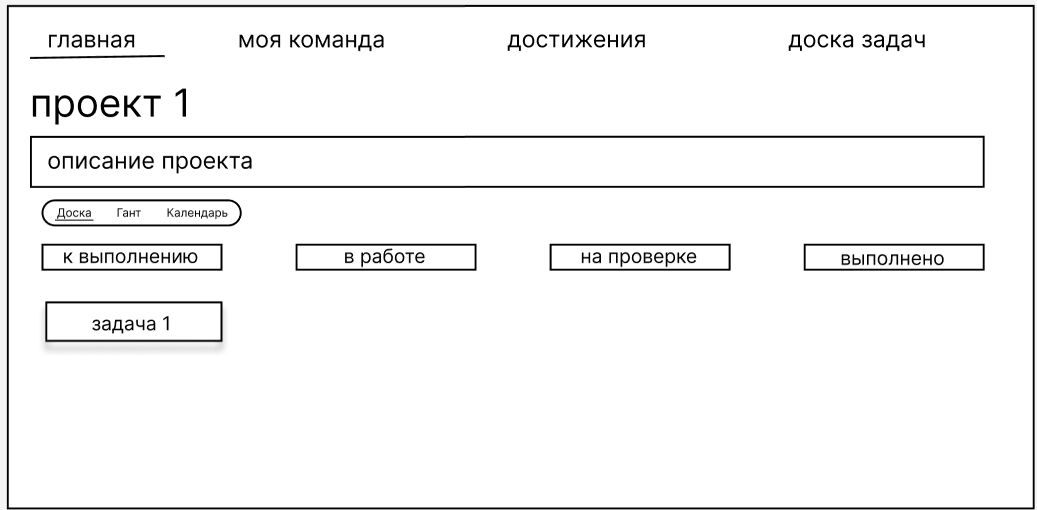 главная моя команда достижения доска задач
проект 1
описание проекта
Доска Гант Календарь
к выполнению в работе на проверке выполнено
задача 1